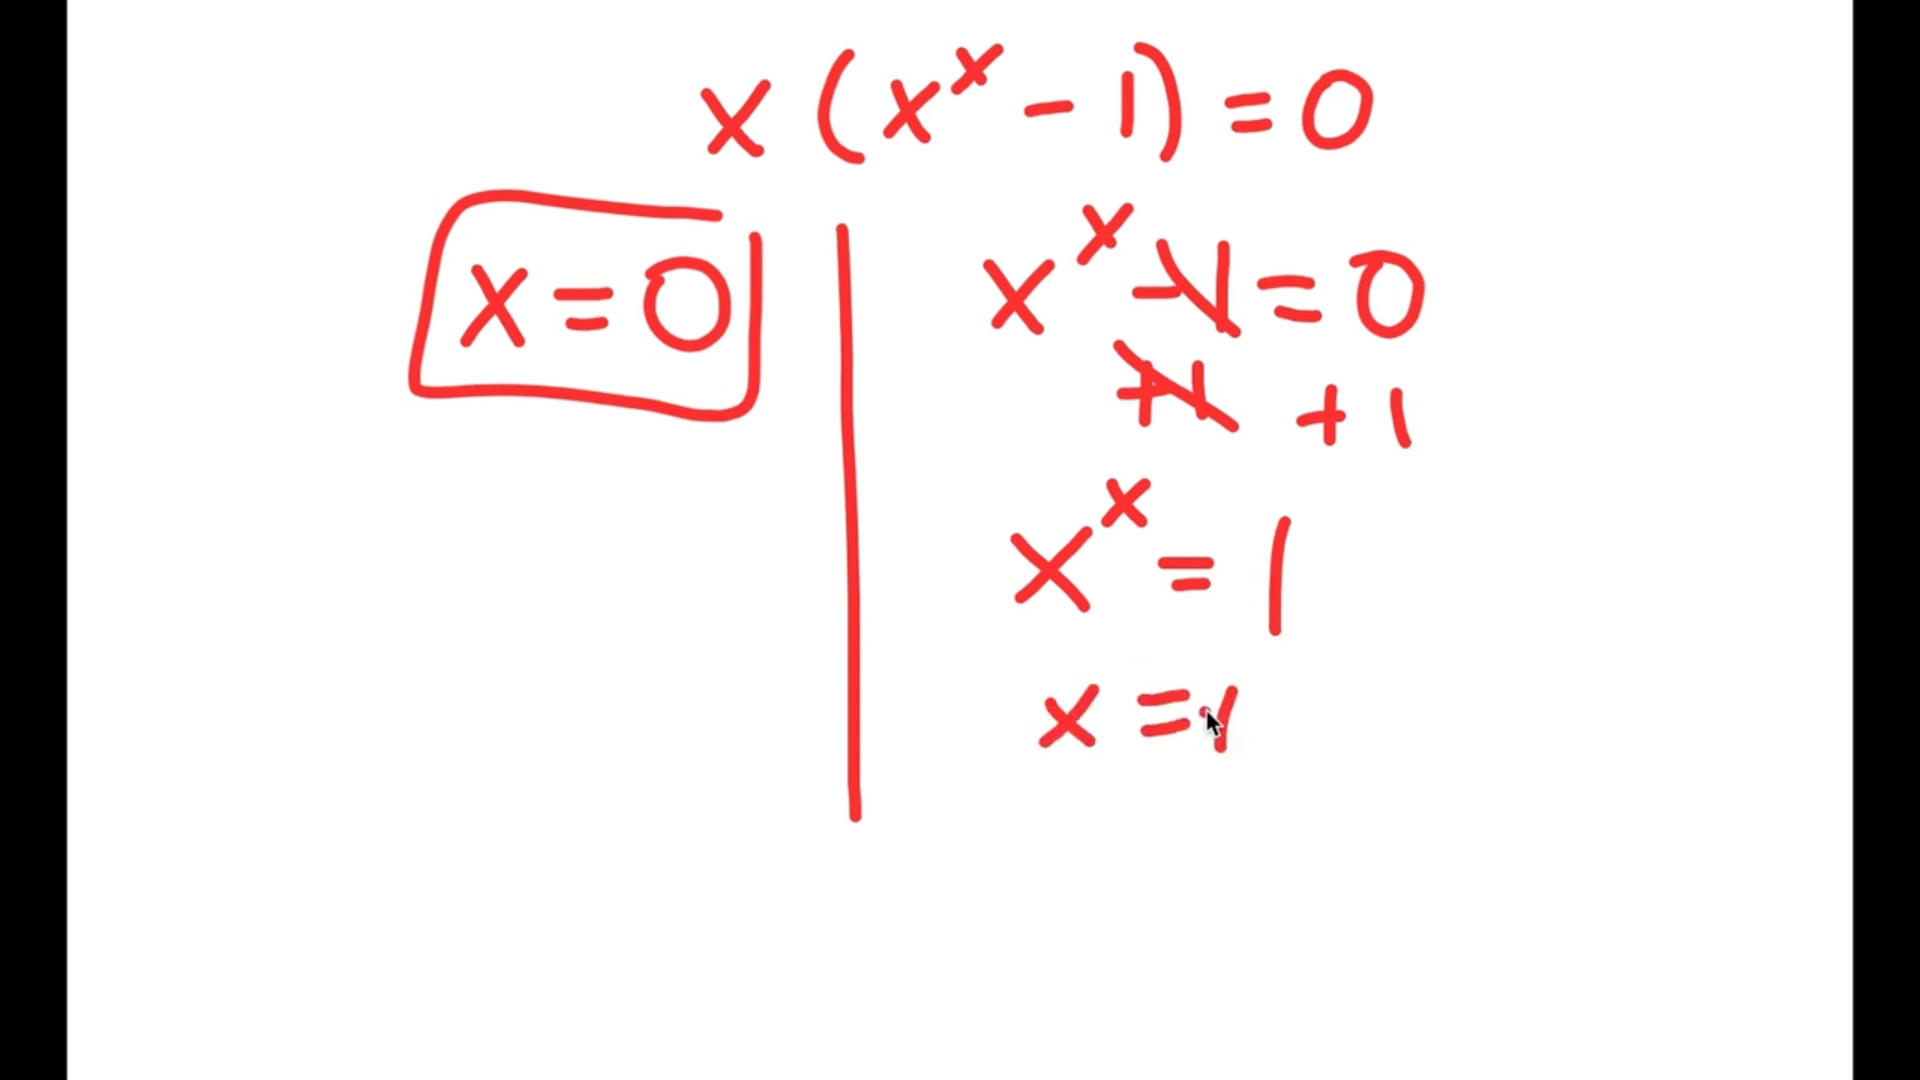 x (x^x - 1) = 0
x = 0
x^x - 1 = 0
+ 1 + 1
x^x = 1
x = 1